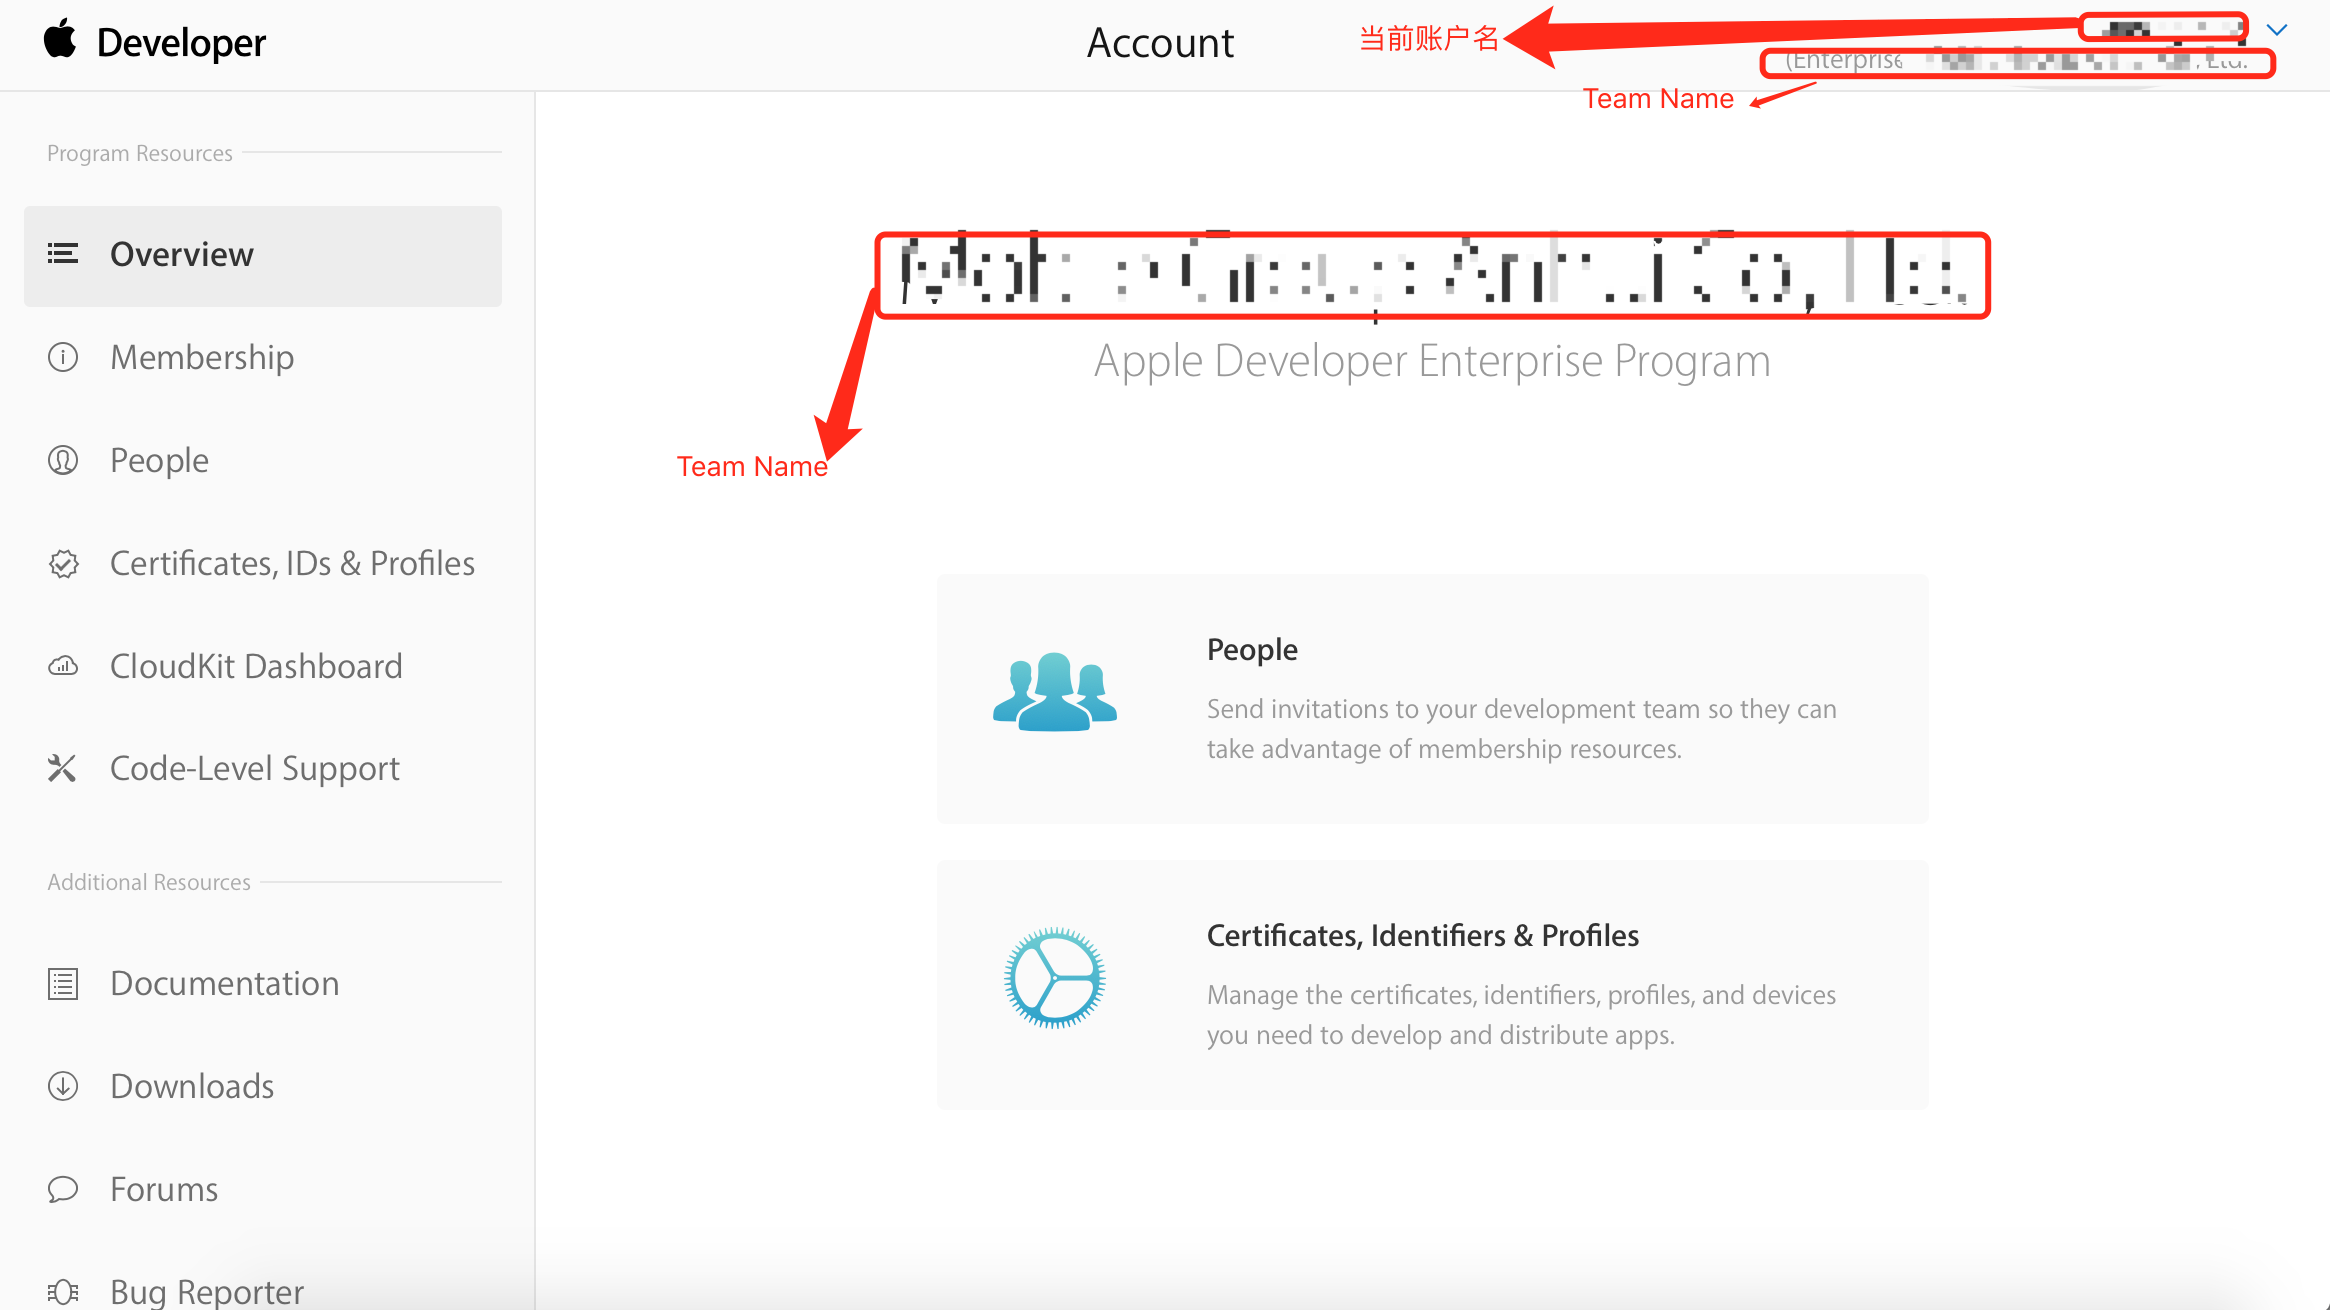 Developer
Account
当前账户名
(Enterprise
, Ltd.
Team Name
Program Resources
Overview
Membership
People
Certificates, IDs & Profiles
CloudKit Dashboard
Code-Level Support
Additional Resources
Documentation
Downloads
Forums
Bug Reporter
Apple Developer Enterprise Program
Team Name
People
Send invitations to your development team so they can
take advantage of membership resources.
Certificates, Identifiers & Profiles
Manage the certificates, identifiers, profiles, and devices
you need to develop and distribute apps.